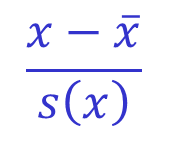 x − x̄
s(x)